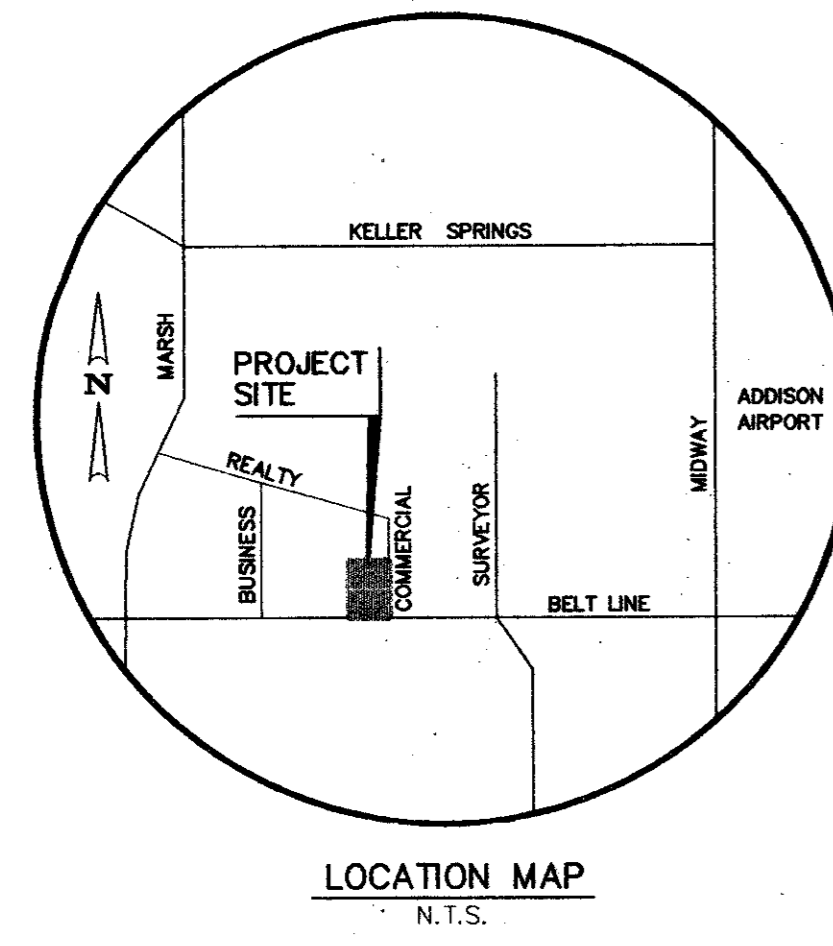 KELLER SPRINGS
MARSH
N
PROJECT
SITE
ADDISON
AIRPORT
MIDWAY
REALTY
BUSINESS
COMMERCIAL
SURVEYOR
BELT LINE
LOCATION MAP
N.T.S.